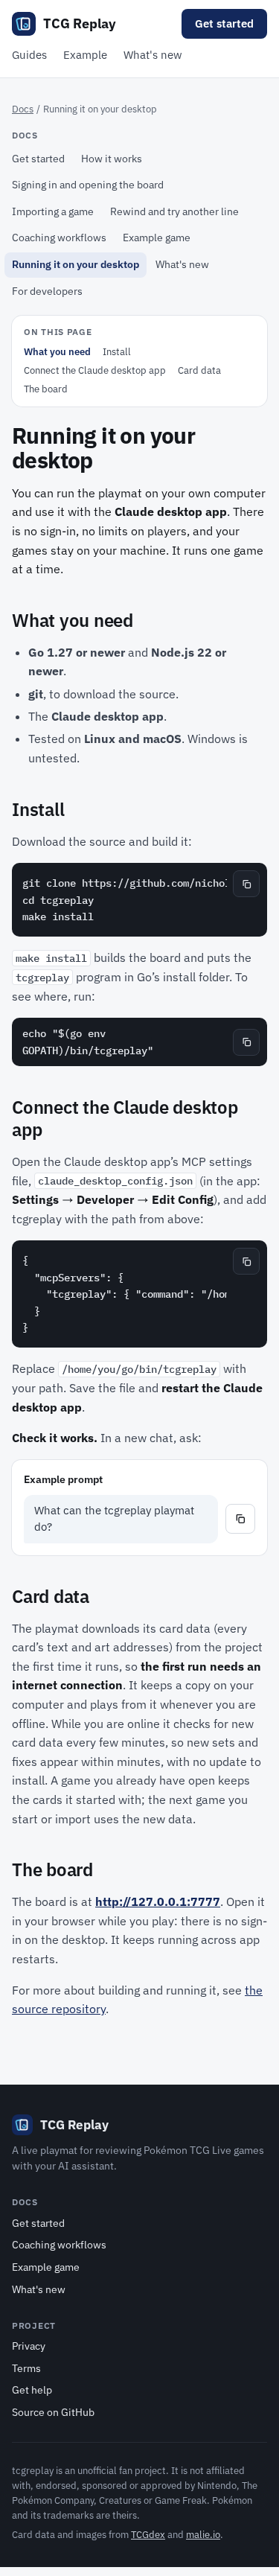 TCG Replay
Get started
Guides Example What's new
Docs / Running it on your desktop
DOCS
Get started How it works
Signing in and opening the board
Importing a game Rewind and try another line
Coaching workflows Example game
Running it on your desktop What's new
For developers
ON THIS PAGE
What you need Install
Connect the Claude desktop app Card data
The board
Running it on your
desktop
You can run the playmat on your own computer
and use it with the Claude desktop app. There
is no sign-in, no limits on players, and your
games stay on your machine. It runs one game
at a time.
What you need
• Go 1.27 or newer and Node.js 22 or
newer.
• git, to download the source.
• The Claude desktop app.
• Tested on Linux and macOS. Windows is
untested.
Install
Download the source and build it:
git clone https://github.com/nichol
cd tcgreplay
make install
make install builds the board and puts the
tcgreplay program in Go’s install folder. To
see where, run:
echo "$(go env
GOPATH)/bin/tcgreplay"
Connect the Claude desktop
app
Open the Claude desktop app’s MCP settings
file, claude_desktop_config.json (in the app:
Settings → Developer → Edit Config), and add
tcgreplay with the path from above:
{
"mcpServers": {
"tcgreplay": { "command": "/hom
}
}
Replace /home/you/go/bin/tcgreplay with
your path. Save the file and restart the Claude
desktop app.
Check it works. In a new chat, ask:
Example prompt
What can the tcgreplay playmat
do?
Card data
The playmat downloads its card data (every
card’s text and art addresses) from the project
the first time it runs, so the first run needs an
internet connection. It keeps a copy on your
computer and plays from it whenever you are
offline. While you are online it checks for new
card data every few minutes, so new sets and
fixes appear within minutes, with no update to
install. A game you already have open keeps
the cards it started with; the next game you
start or import uses the new data.
The board
The board is at http://127.0.0.1:7777. Open it
in your browser while you play: there is no sign-
in on the desktop. It keeps running across app
restarts.
For more about building and running it, see the
source repository.
TCG Replay
A live playmat for reviewing Pokémon TCG Live games
with your AI assistant.
DOCS
Get started
Coaching workflows
Example game
What's new
PROJECT
Privacy
Terms
Get help
Source on GitHub
tcgreplay is an unofficial fan project. It is not affiliated
with, endorsed, sponsored or approved by Nintendo, The
Pokémon Company, Creatures or Game Freak. Pokémon
and its trademarks are theirs.
Card data and images from TCGdex and malie.io.